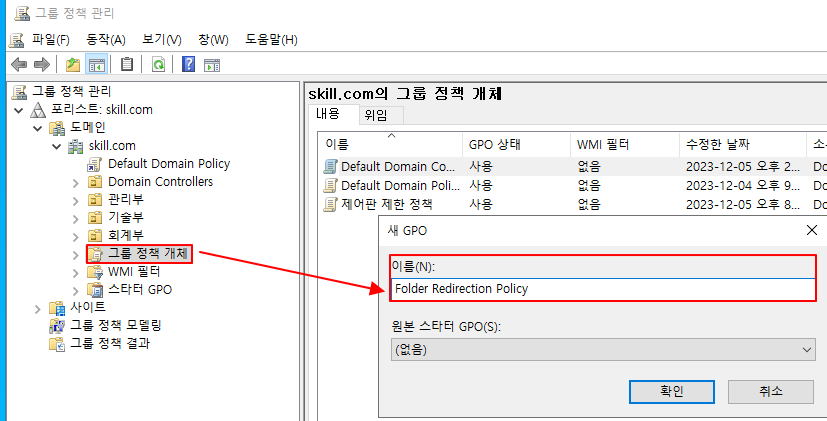 그룹 정책 관리
파일(F) 동작(A) 보기(V) 창(W) 도움말(H)
그룹 정책 관리
포리스트: skill.com
도메인
skill.com
Default Domain Policy
Domain Controllers
관리부
기술부
회계부
그룹 정책 개체
WMI 필터
스타터 GPO
사이트
그룹 정책 모델링
그룹 정책 결과
skill.com의 그룹 정책 개체
내용 위임
이름 GPO 상태 WMI 필터 수정한 날짜 소
Default Domain Co... 사용 없음 2023-12-05 오후 2... Do
Default Domain Poli... 사용 없음 2023-12-04 오후 9... Do
제어판 제한 정책 사용 없음 2023-12-05 오후 8... Do
새 GPO
이름(N):
Folder Redirection Policy
원본 스타터 GPO(S):
(없음)
확인 취소